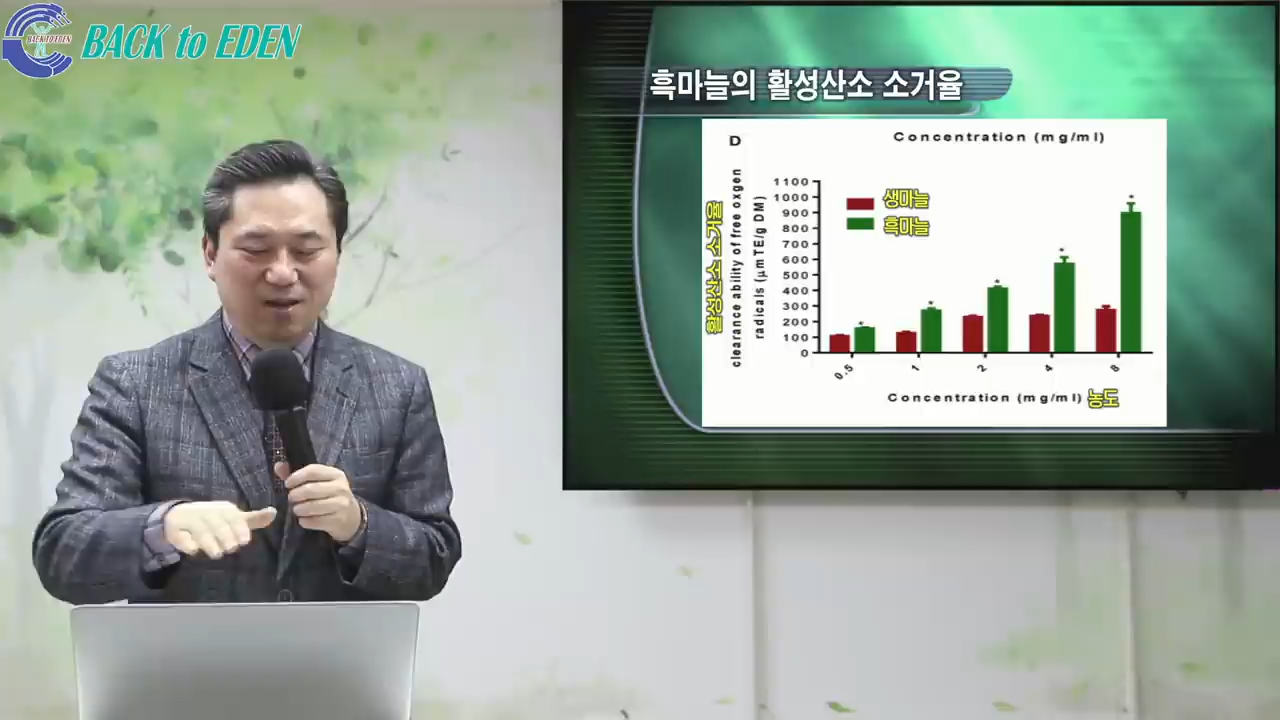 BACK TO EDEN
BACK to EDEN
흑마늘의 활성산소 소거율
D
Concentration (mg/ml)
활성산소 소거율
clearance ability of free oxgen
radicals (μmTE/g DM)
1100
1000
900
800
700
600
500
400
300
200
100
0
생마늘
흑마늘
*
*
*
*
*
0.5
1
2
4
8
Concentration (mg/ml) 농도